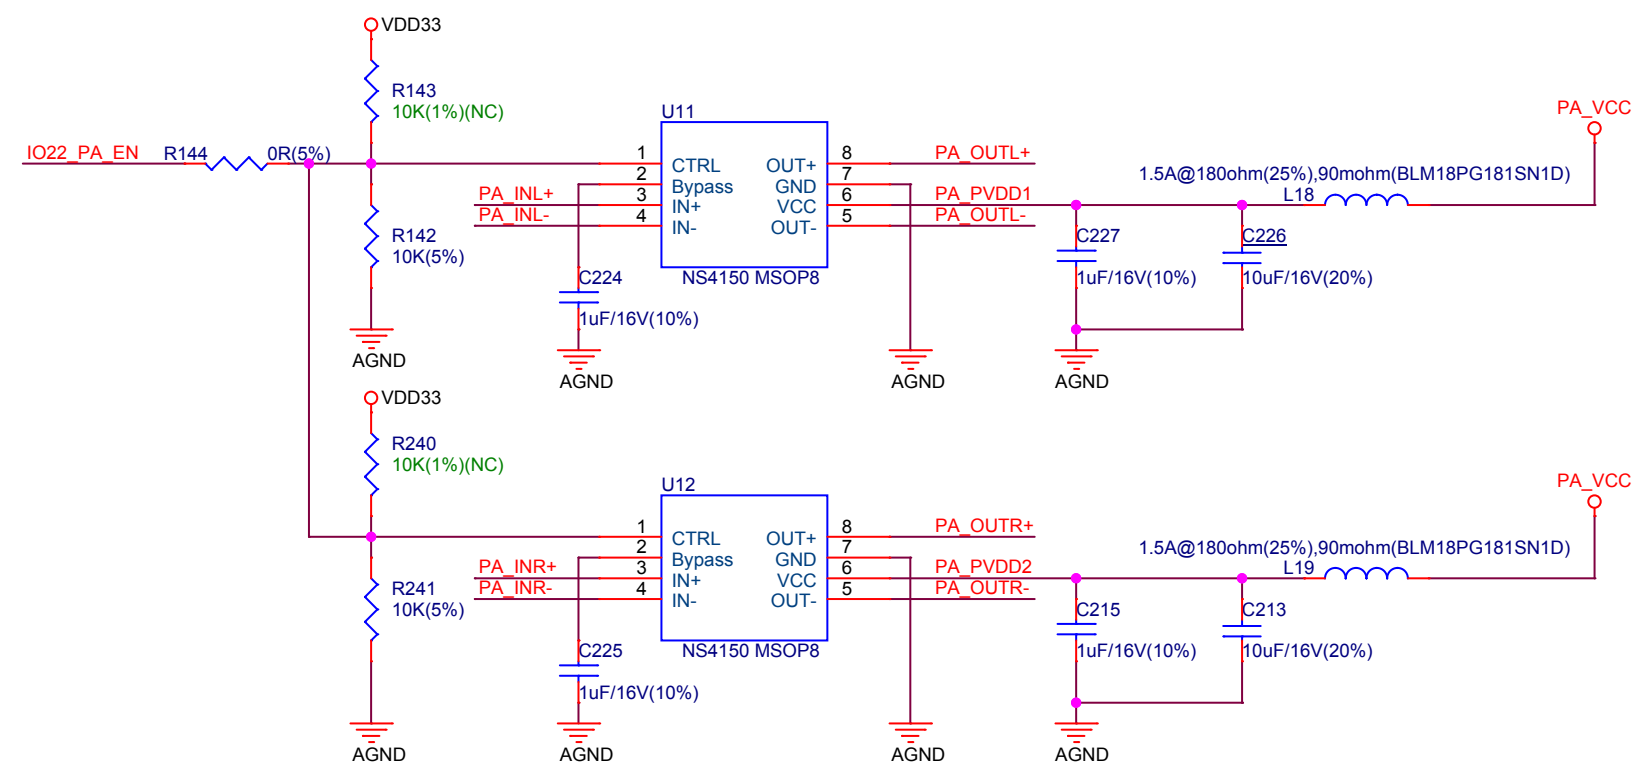 VDD33
R143
10K(1%)(NC)
IO22_PA_EN
R144
0R(5%)
R142
10K(5%)
AGND
U11
1
2
3
4
CTRL
Bypass
IN+
IN-
OUT+
GND
VCC
OUT-
8
7
6
5
NS4150 MSOP8
PA_INL+
PA_INL-
C224
1uF/16V(10%)
AGND
PA_OUTL+
PA_PVDD1
PA_OUTL-
AGND
PA_VCC
1.5A@180ohm(25%),90mohm(BLM18PG181SN1D)
L18
C227
1uF/16V(10%)
C226
10uF/16V(20%)
AGND
VDD33
R240
10K(1%)(NC)
R241
10K(5%)
AGND
U12
1
2
3
4
CTRL
Bypass
IN+
IN-
OUT+
GND
VCC
OUT-
8
7
6
5
NS4150 MSOP8
PA_INR+
PA_INR-
C225
1uF/16V(10%)
AGND
PA_OUTR+
PA_PVDD2
PA_OUTR-
AGND
PA_VCC
1.5A@180ohm(25%),90mohm(BLM18PG181SN1D)
L19
C215
1uF/16V(10%)
C213
10uF/16V(20%)
AGND